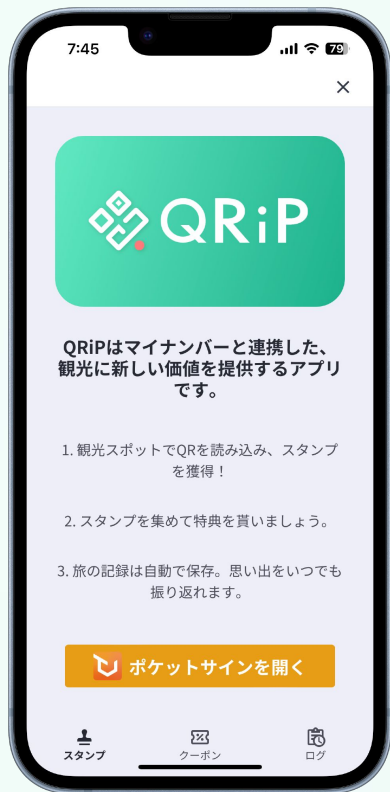 7:45
79
QRiP
QRiPはマイナンバーと連携した、
観光に新しい価値を提供するアプリ
です。
1. 観光スポットでQRを読み込み、スタンプ
を獲得！
2. スタンプを集めて特典を貰いましょう。
3. 旅の記録は自動で保存。思い出をいつでも
振り返れます。
ポケットサインを開く
スタンプ
クーポン
ログ